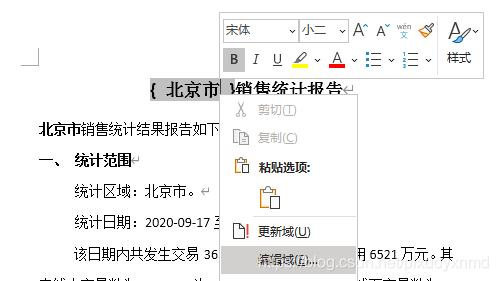 宋体 小二 A A wén 文 A
B I U A 样式
{ 北京市 }销售统计报告
北京市销售统计结果报告如下
一、 统计范围
统计区域：北京市。
统计日期：2020-09-17 至
该日期内共发生交易 36 用 6521 万元。其
剪切(T)
复制(C)
粘贴选项:
更新域(U)
编辑域(E)...